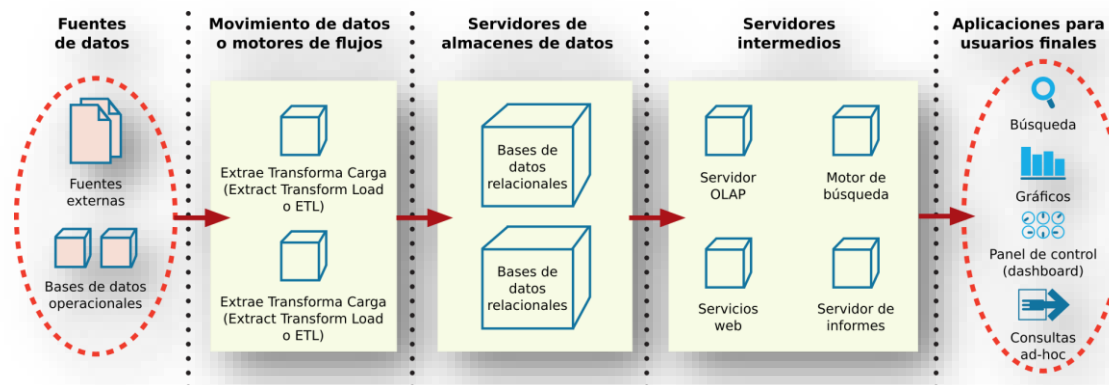 Fuentes
de datos
Fuentes
externas
Bases de datos
operacionales
Movimiento de datos
o motores de flujos
Extrae Transforma Carga
(Extract Transform Load
o ETL)
Extrae Transforma Carga
(Extract Transform Load
o ETL)
Servidores de
almacenes de datos
Bases de
datos
relacionales
Bases de
datos
relacionales
Servidores
intermedios
Servidor
OLAP
Motor de
búsqueda
Servicios
web
Servidor de
informes
Aplicaciones para
usuarios finales
Búsqueda
Gráficos
Panel de control
(dashboard)
Consultas
ad-hoc